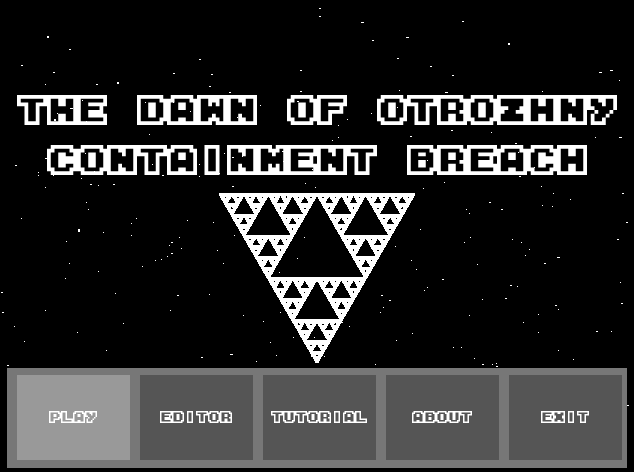 THE DAWN OF OTROZHNY
CONTAINMENT BREACH
PLAY
EDITOR
TUTORIAL
ABOUT
EXIT